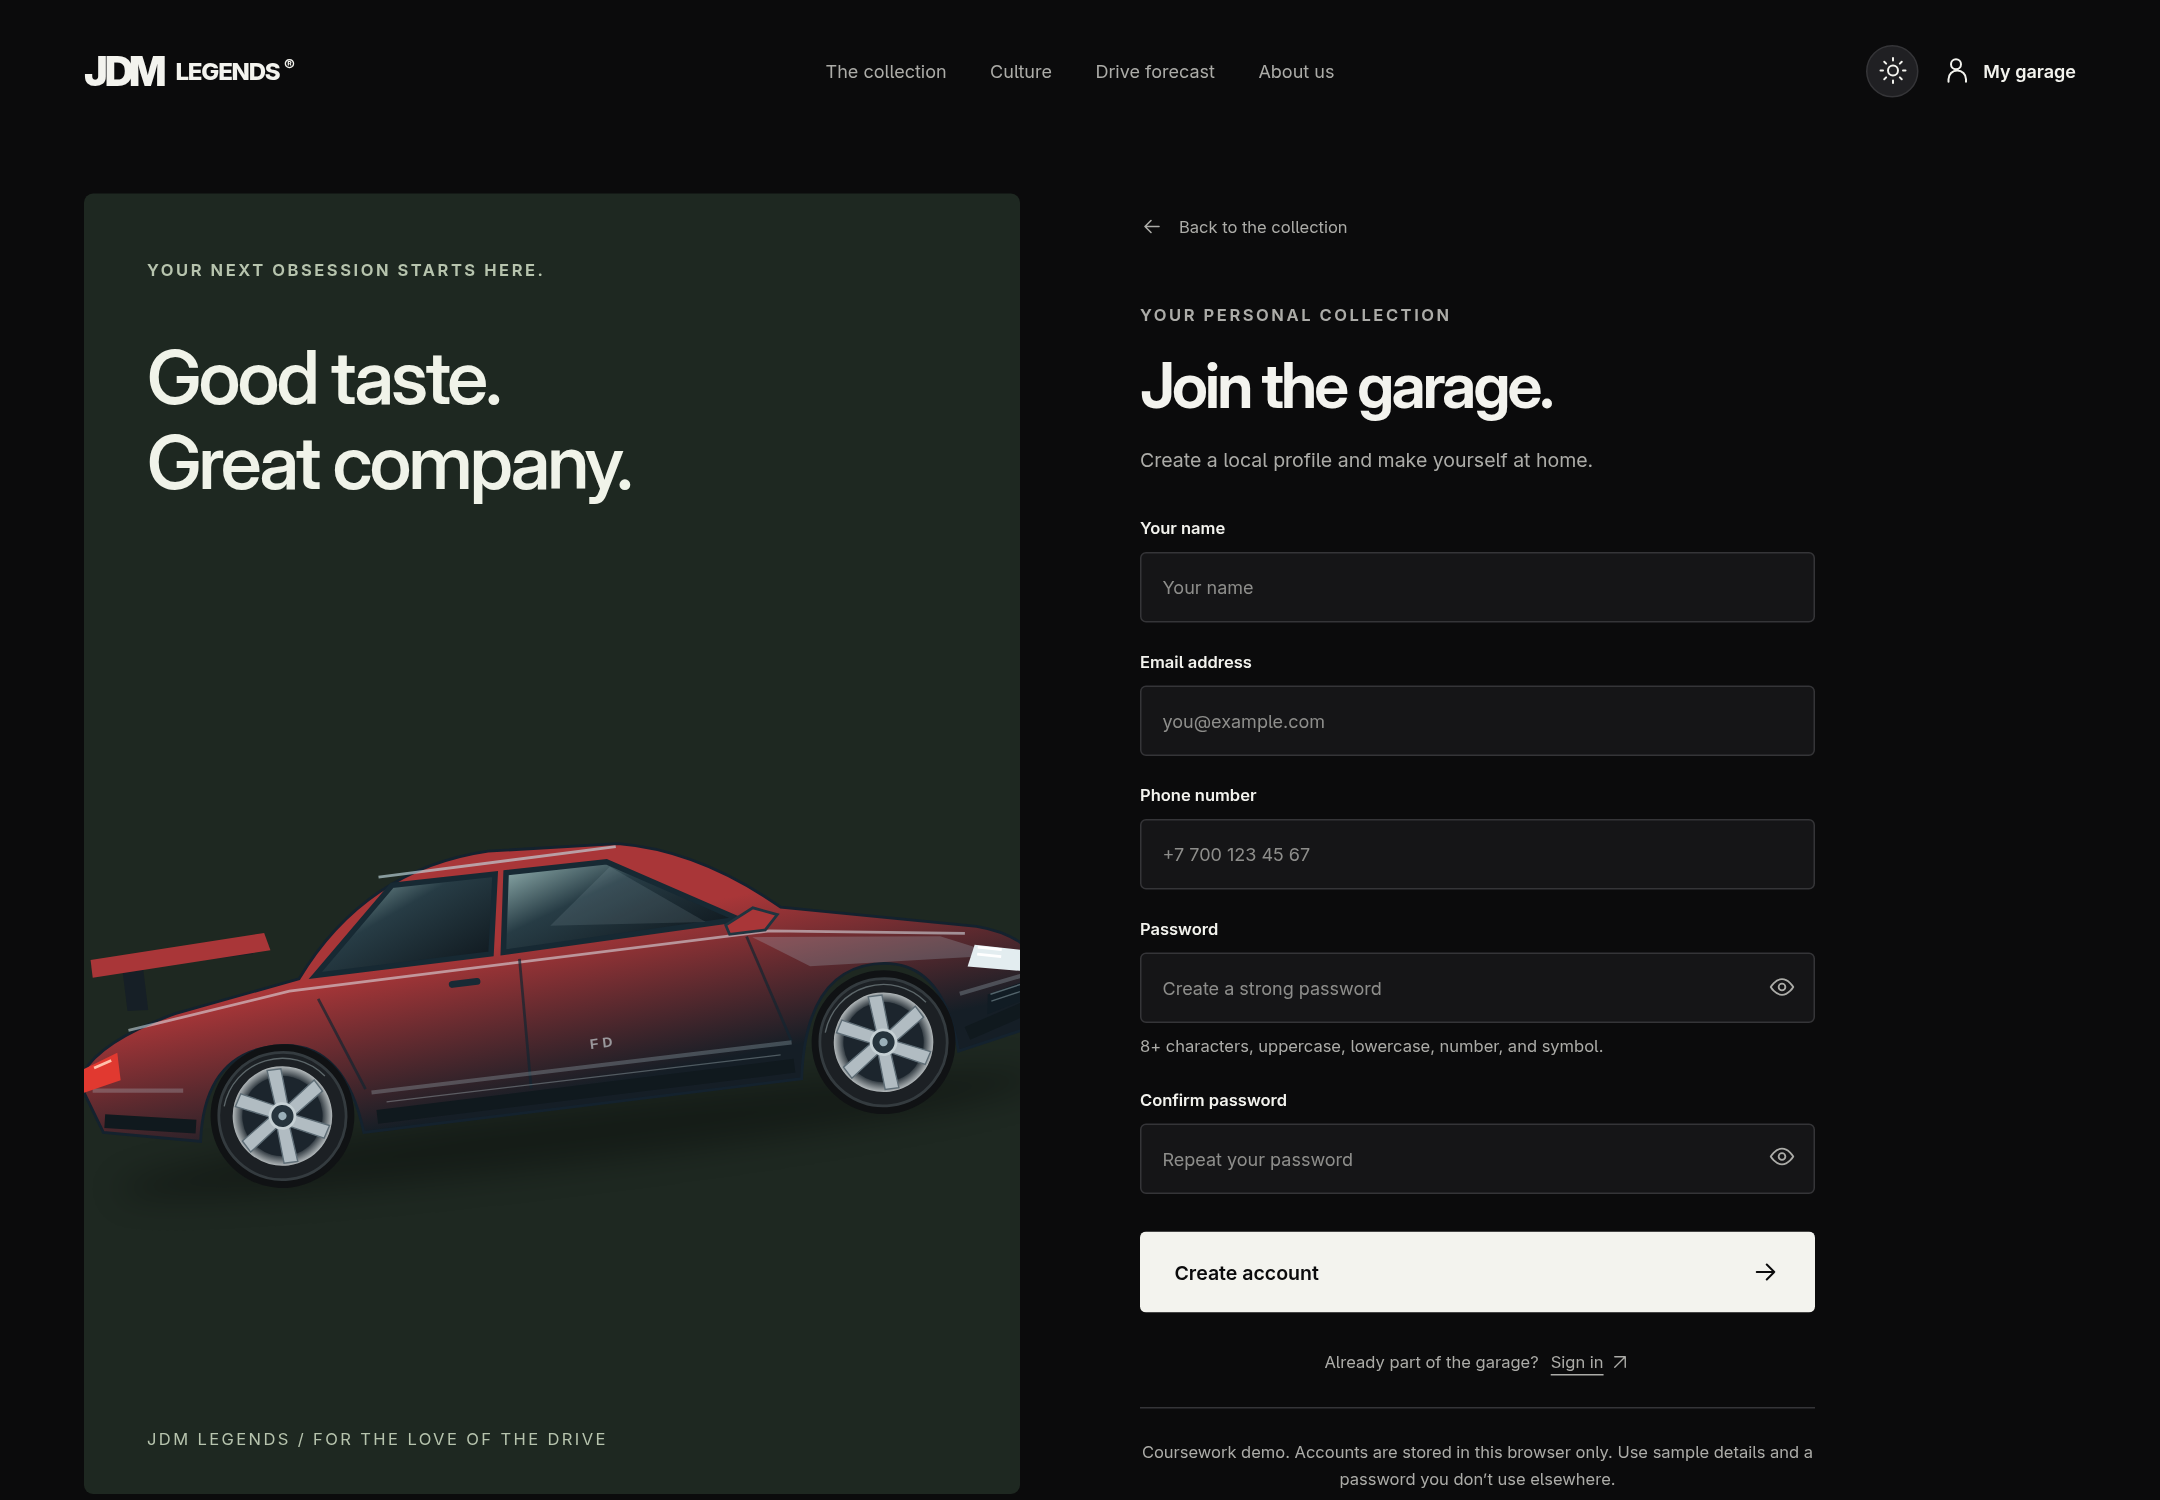 JDM LEGENDS ®
The collection
Culture
Drive forecast
About us
My garage
YOUR NEXT OBSESSION STARTS HERE.
Good taste.
Great company.
FD
JDM LEGENDS / FOR THE LOVE OF THE DRIVE
Back to the collection
YOUR PERSONAL COLLECTION
Join the garage.
Create a local profile and make yourself at home.
Your name
Your name
Email address
you@example.com
Phone number
+7 700 123 45 67
Password
Create a strong password
8+ characters, uppercase, lowercase, number, and symbol.
Confirm password
Repeat your password
Create account
Already part of the garage? Sign in
Coursework demo. Accounts are stored in this browser only. Use sample details and a
password you don’t use elsewhere.